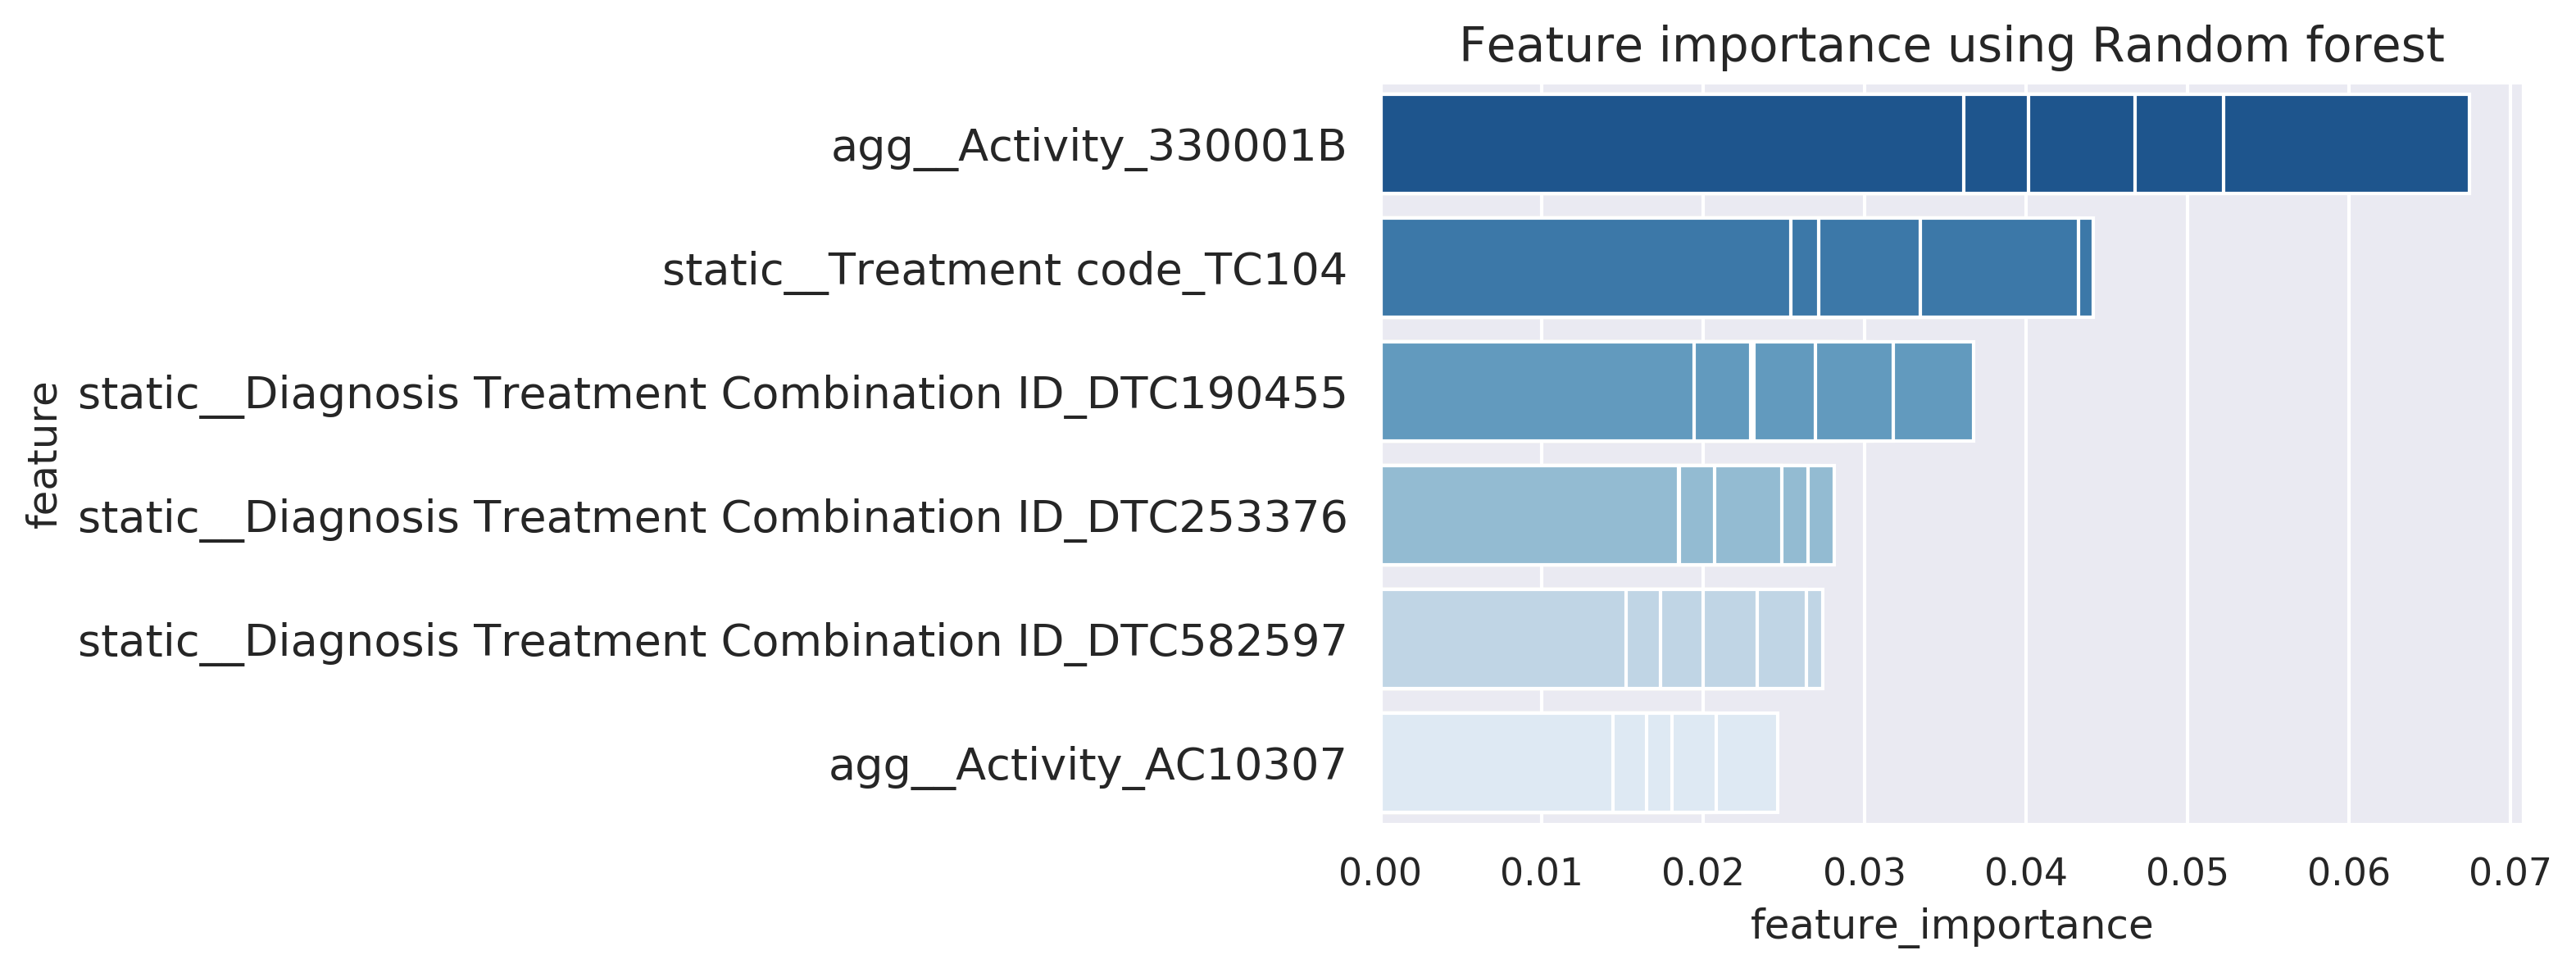 Feature importance using Random forest
feature
agg__Activity_330001B
static__Treatment code_TC104
static__Diagnosis Treatment Combination ID_DTC190455
static__Diagnosis Treatment Combination ID_DTC253376
static__Diagnosis Treatment Combination ID_DTC582597
agg__Activity_AC10307
0.00 0.01 0.02 0.03 0.04 0.05 0.06 0.07
feature_importance